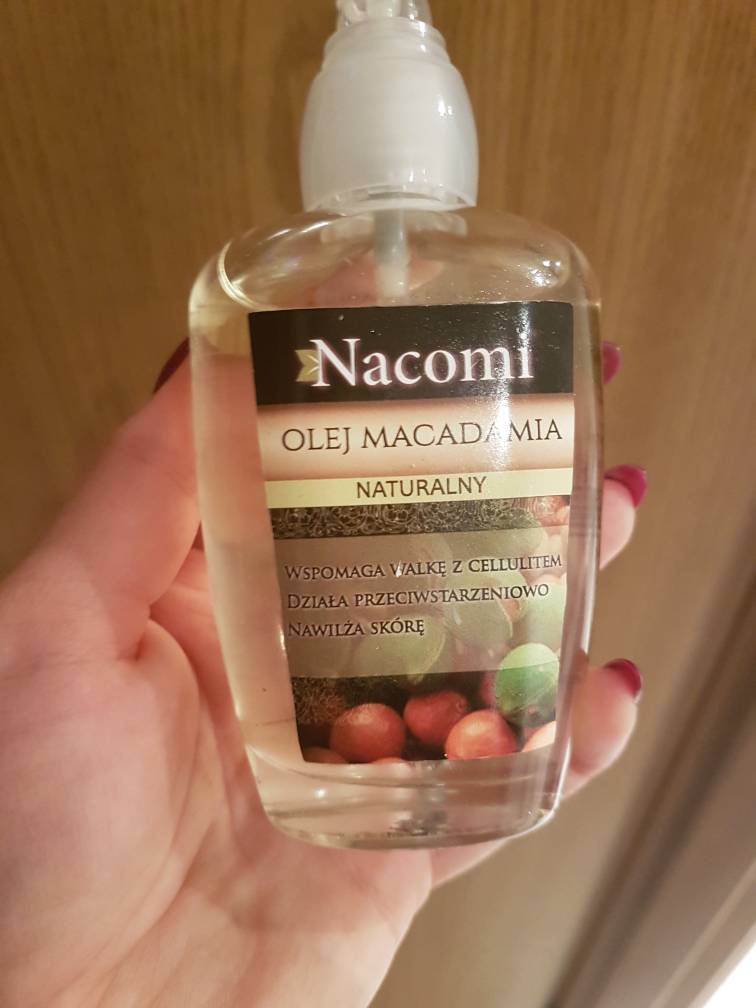 Nacomi
OLEJ MACADAMIA
NATURALNY
WSPOMAGA WALKĘ Z CELLULITEM
DZIAŁA PRZECIWSTARZENIOWO
NAWILŻA SKÓRĘ